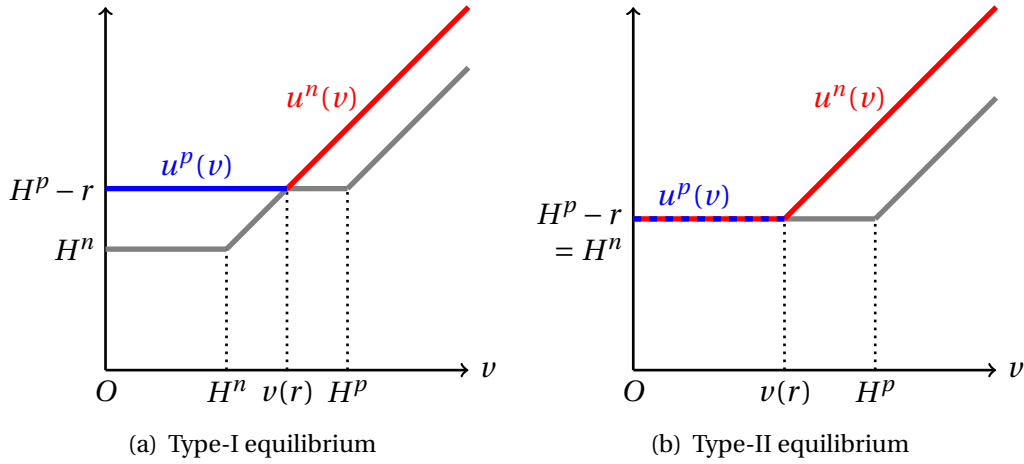 u^n(v)
u^p(v)
H^p − r
H^n
O
H^n v(r) H^p
v
(a) Type-I equilibrium
u^n(v)
u^p(v)
H^p − r
= H^n
O
v(r) H^p
v
(b) Type-II equilibrium